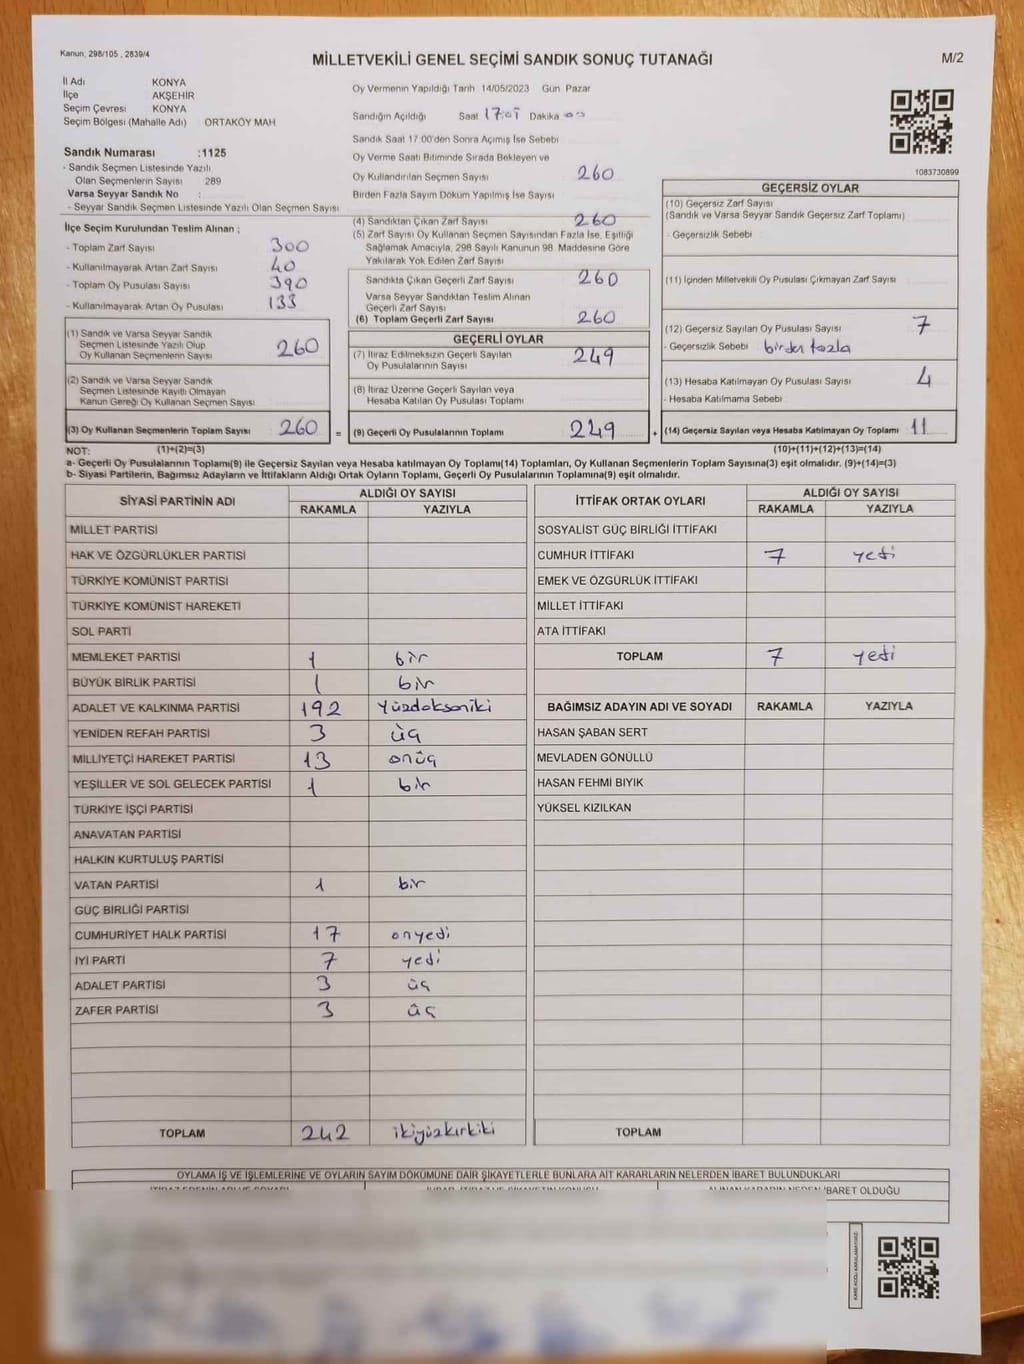 Kanun; 298/105 , 2839/4
MİLLETVEKİLİ GENEL SEÇİMİ SANDIK SONUÇ TUTANAĞI
M/2
İl Adı KONYA
İlçe AKŞEHİR
Seçim Çevresi KONYA
Seçim Bölgesi (Mahalle Adı) ORTAKÖY MAH
Sandık Numarası :1125
- Sandık Seçmen Listesinde Yazılı
Olan Seçmenlerin Sayısı 289
Varsa Seyyar Sandık No :
- Seyyar Sandık Seçmen Listesinde Yazılı Olan Seçmen Sayısı
İlçe Seçim Kurulundan Teslim Alınan ;
- Toplam Zarf Sayısı 300
- Kullanılmayarak Artan Zarf Sayısı 40
- Toplam Oy Pusulası Sayısı 390
- Kullanılmayarak Artan Oy Pusulası 133
(1) Sandık ve Varsa Seyyar Sandık
Seçmen Listesinde Yazılı Olup
Oy Kullanan Seçmenlerin Sayısı 260
(2) Sandık ve Varsa Seyyar Sandık
Seçmen Listesinde Kayıtlı Olmayan
Kanun Gereği Oy Kullanan Seçmen Sayısı
(3) Oy Kullanan Seçmenlerin Toplam Sayısı 260 =
Oy Vermenin Yapıldığı Tarih 14/05/2023 Gün Pazar
Sandığın Açıldığı Saat 17:01 Dakika
Sandık Saat 17.00'den Sonra Açımış İse Sebebi
Oy Verme Saati Bitiminde Sırada Bekleyen ve
Oy Kullandırılan Seçmen Sayısı 260
Birden Fazla Sayım Döküm Yapılmış İse Sayısı
(4) Sandıktan Çıkan Zarf Sayısı 260
(5) Zarf Sayısı Oy Kullanan Seçmen Sayısından Fazla İse, Eşitliği
Sağlamak Amacıyla, 298 Sayılı Kanunun 98. Maddesine Göre
Yakılarak Yok Edilen Zarf Sayısı
Sandıkta Çıkan Geçerli Zarf Sayısı 260
Varsa Seyyar Sandıktan Teslim Alınan
Geçerli Zarf Sayısı
(6) Toplam Geçerli Zarf Sayısı 260
GEÇERLİ OYLAR
(7) İtiraz Edilmeksizin Geçerli Sayılan
Oy Pusulalarının Sayısı 249
(8) İtiraz Üzerine Geçerli Sayılan veya
Hesaba Katılan Oy Pusulası Toplamı
(9) Geçerli Oy Pusulalarının Toplamı 249 +
1083730899
GEÇERSİZ OYLAR
(10) Geçersiz Zarf Sayısı
(Sandık ve Varsa Seyyar Sandık Geçersiz Zarf Toplamı)
- Geçersizlik Sebebi
(11) İçinden Milletvekili Oy Pusulası Çıkmayan Zarf Sayısı
(12) Geçersiz Sayılan Oy Pusulası Sayısı 7
- Geçersizlik Sebebi birden fazla
(13) Hesaba Katılmayan Oy Pusulası Sayısı 4
- Hesaba Katılmama Sebebi
(14) Geçersiz Sayılan veya Hesaba Katılmayan Oy Toplamı 11
NOT: (1)+(2)=(3) (10)+(11)+(12)+(13)=(14)
a- Geçerli Oy Pusulalarının Toplamı(9) ile Geçersiz Sayılan veya Hesaba katılmayan Oy Toplamı(14) Toplamları, Oy Kullanan Seçmenlerin Toplam Sayısına(3) eşit olmalıdır. (9)+(14)=(3)
b- Siyasi Partilerin, Bağımsız Adayların ve İttifakların Aldığı Ortak Oyların Toplamı, Geçerli Oy Pusulalarının Toplamına(9) eşit olmalıdır.
SİYASİ PARTİNİN ADI ALDIĞI OY SAYISI
RAKAMLA YAZIYLA
MİLLET PARTİSİ
HAK VE ÖZGÜRLÜKLER PARTİSİ
TÜRKİYE KOMÜNİST PARTİSİ
TÜRKİYE KOMÜNİST HAREKETİ
SOL PARTİ
MEMLEKET PARTİSİ 1 bir
BÜYÜK BİRLİK PARTİSİ 1 bir
ADALET VE KALKINMA PARTİSİ 192 yüzdoksaniki
YENİDEN REFAH PARTİSİ 3 üç
MİLLİYETÇİ HAREKET PARTİSİ 13 onüç
YEŞİLLER VE SOL GELECEK PARTİSİ 1 bir
TÜRKİYE İŞÇİ PARTİSİ
ANAVATAN PARTİSİ
HALKIN KURTULUŞ PARTİSİ
VATAN PARTİSİ 1 bir
GÜÇ BİRLİĞİ PARTİSİ
CUMHURİYET HALK PARTİSİ 17 onyedi
İYİ PARTİ 7 yedi
ADALET PARTİSİ 3 üç
ZAFER PARTİSİ 3 üç
TOPLAM 242 ikiyüzkırkiki
İTTİFAK ORTAK OYLARI ALDIĞI OY SAYISI
RAKAMLA YAZIYLA
SOSYALİST GÜÇ BİRLİĞİ İTTİFAKI
CUMHUR İTTİFAKI 7 yedi
EMEK VE ÖZGÜRLÜK İTTİFAKI
MİLLET İTTİFAKI
ATA İTTİFAKI
TOPLAM 7 yedi
BAĞIMSIZ ADAYIN ADI VE SOYADI RAKAMLA YAZIYLA
HASAN ŞABAN SERT
MEVLADEN GÖNÜLLÜ
HASAN FEHMİ BIYIK
YÜKSEL KIZILKAN
TOPLAM
OYLAMA İŞ VE İŞLEMLERİNE VE OYLARIN SAYIM DÖKÜMÜNE DAİR ŞİKAYETLERLE BUNLARA AİT KARARLARIN NELERDEN İBARET BULUNDUKLARI
İBARET OLDUĞU